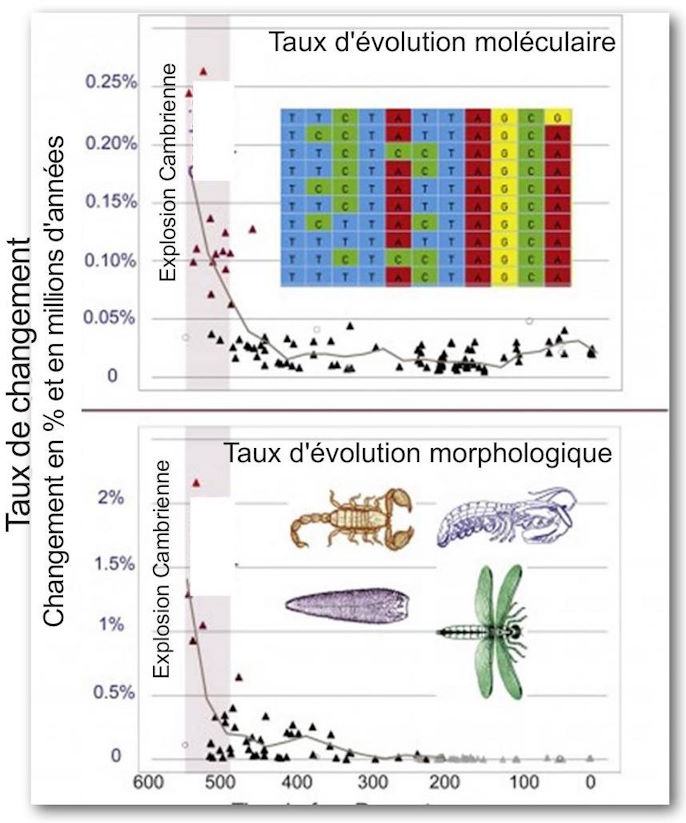 Taux de changement
Changement en % et en millions d'années
Taux d'évolution moléculaire
Explosion Cambrienne
0.25%
0.20%
0.15%
0.10%
0.05%
0
T T C T A T T A G C G
T C C T A T T A G C A
T T C T C C T A G C A
T T C T A C T A G C A
T C C T A T T A G C A
T T C T A T T A G C A
T C T T A C T A G C A
T T T T A T T A G C A
T T C T C C T A G C A
T T T T A C T A G C A
Taux d'évolution morphologique
Explosion Cambrienne
2%
1.5%
1%
0.5%
0
600 500 400 300 200 100 0